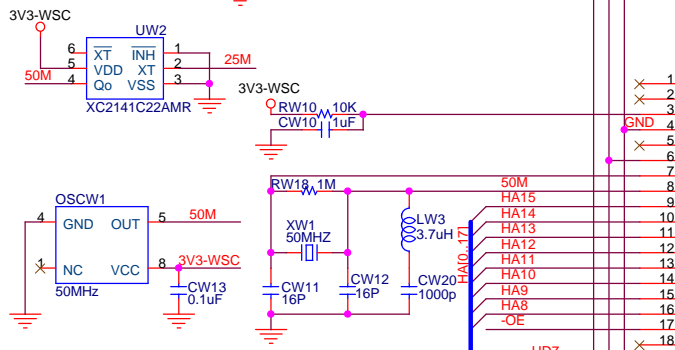 3V3-WSC
UW2
6 XT INH 1
5 VDD XT 2 25M
50M 4 Qo VSS 3
XC2141C22AMR
3V3-WSC
RW10 10K
CW10 1uF
1
2
3
GND 4
5
6
7
RW18 1M
50M 8
HA15 9
HA14 10
HA13 11
HA12 12
HA11 13
HA10 14
HA9 15
HA8 16
-OE 17
18
HA[0..17]
OSCW1
4 GND OUT 5 50M
1 NC VCC 8 3V3-WSC
50MHz
CW13
0.1uF
XW1
50MHZ
LW3
3.7uH
CW11
16P
CW12
16P
CW20
1000p